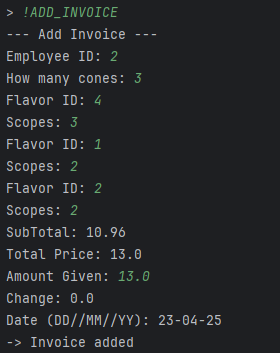 > !ADD_INVOICE
--- Add Invoice ---
Employee ID: 2
How many cones: 3
Flavor ID: 4
Scopes: 3
Flavor ID: 1
Scopes: 2
Flavor ID: 2
Scopes: 2
SubTotal: 10.96
Total Price: 13.0
Amount Given: 13.0
Change: 0.0
Date (DD//MM//YY): 23-04-25
-> Invoice added